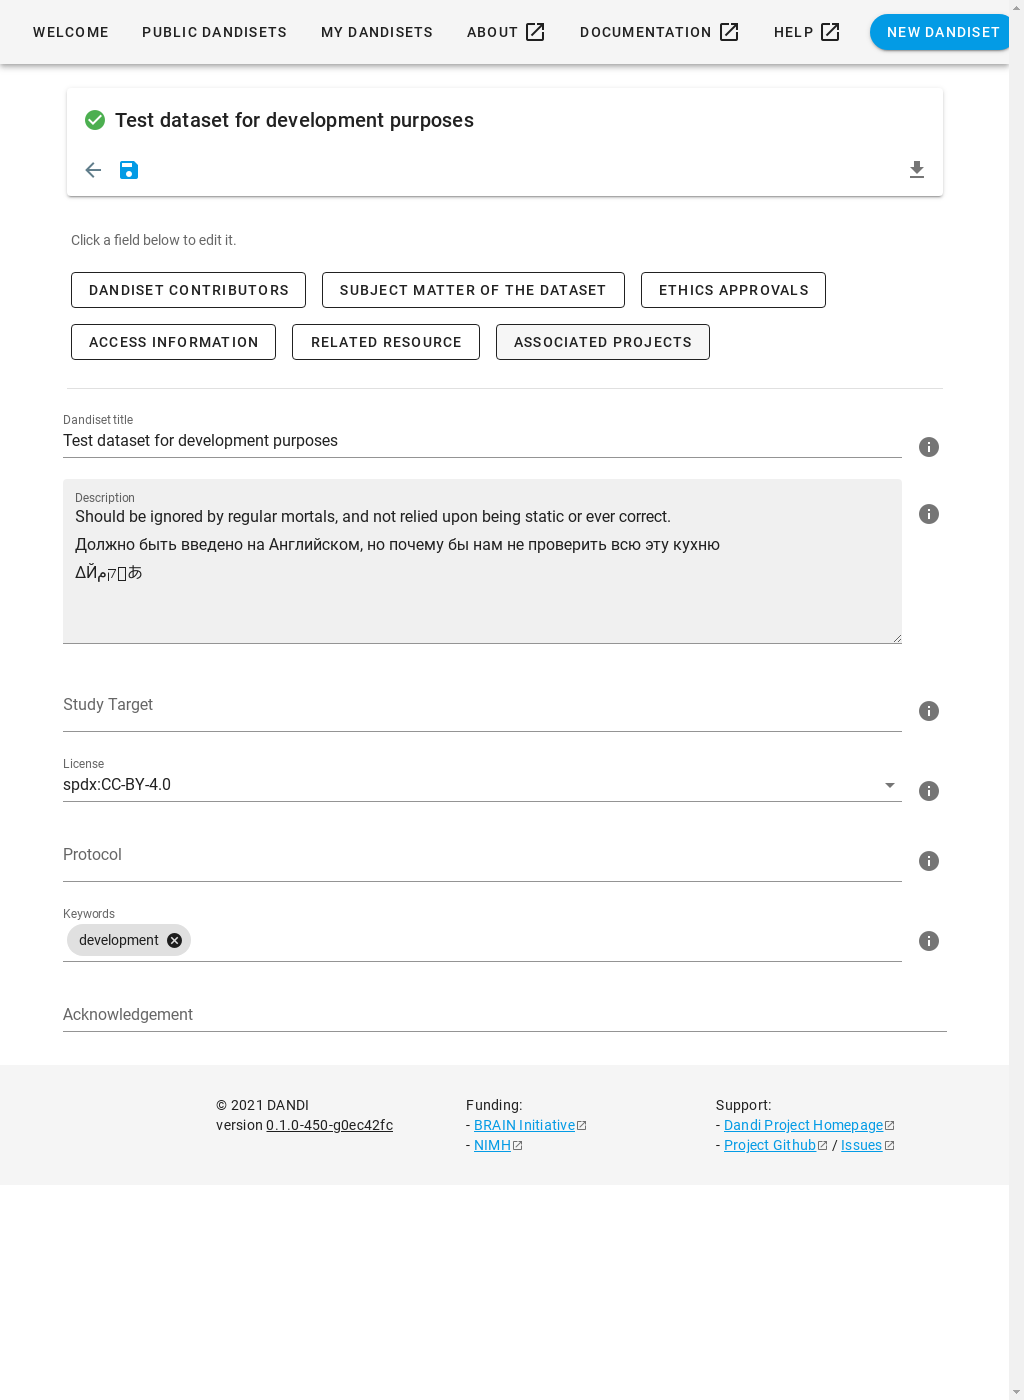 WELCOME PUBLIC DANDISETS MY DANDISETS ABOUT DOCUMENTATION HELP NEW DANDISET
Test dataset for development purposes
Click a field below to edit it.
DANDISET CONTRIBUTORS SUBJECT MATTER OF THE DATASET ETHICS APPROVALS
ACCESS INFORMATION RELATED RESOURCE ASSOCIATED PROJECTS
Dandiset title
Test dataset for development purposes
Description
Should be ignored by regular mortals, and not relied upon being static or ever correct.
Должно быть введено на Английском, но почему бы нам не проверить всю эту кухню
Study Target
License
spdx:CC-BY-4.0
Protocol
Keywords
development
Acknowledgement
© 2021 DANDI
version 0.1.0-450-g0ec42fc
Funding:
- BRAIN Initiative
- NIMH
Support:
- Dandi Project Homepage
- Project Github / Issues